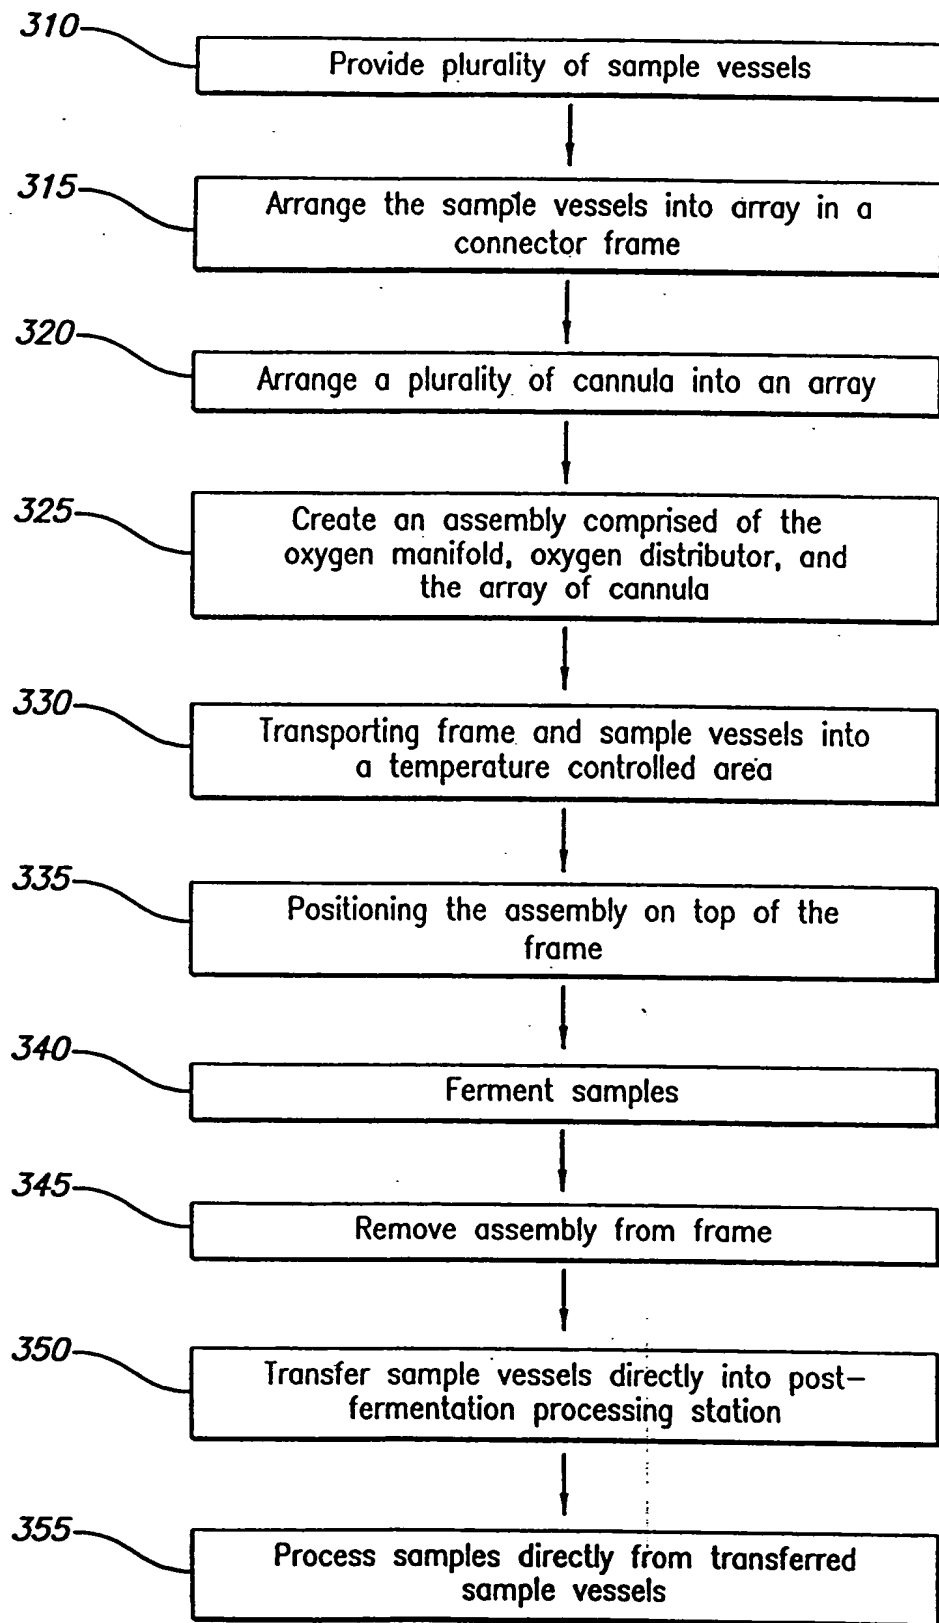 310
Provide plurality of sample vessels
315
Arrange the sample vessels into array in a
connector frame
320
Arrange a plurality of cannula into an array
325
Create an assembly comprised of the
oxygen manifold, oxygen distributor, and
the array of cannula
330
Transporting frame and sample vessels into
a temperature controlled area
335
Positioning the assembly on top of the
frame
340
Ferment samples
345
Remove assembly from frame
350
Transfer sample vessels directly into post-
fermentation processing station
355
Process samples directly from transferred
sample vessels